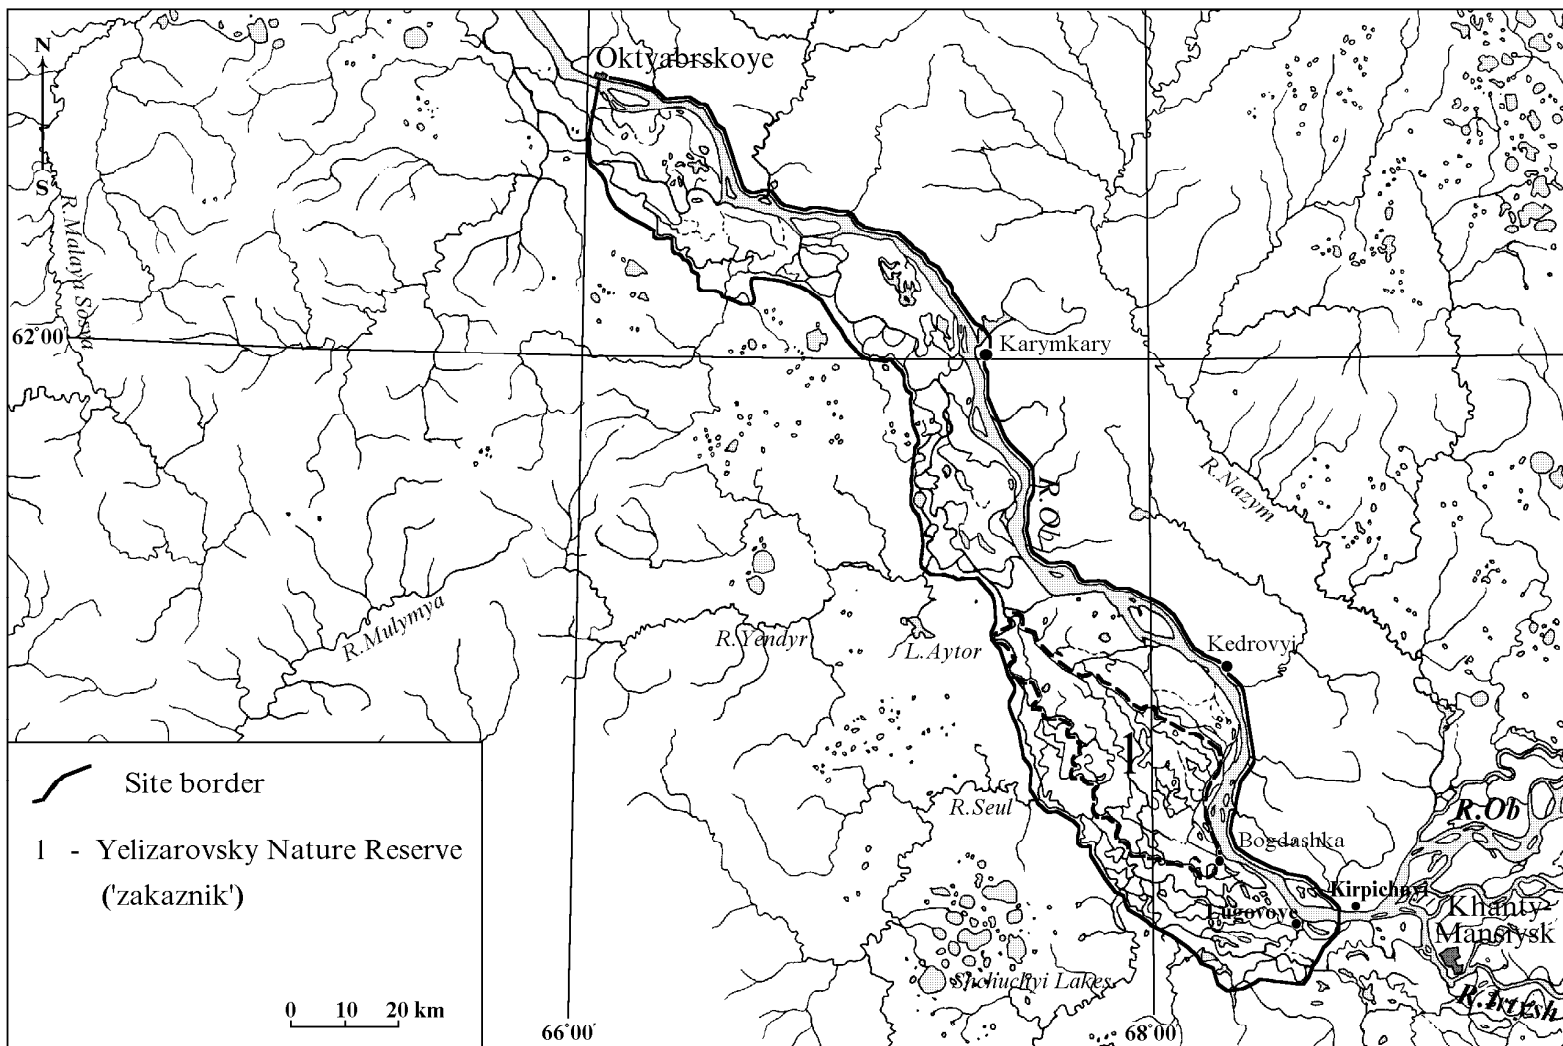 N
S
Oktyabrskoye
R.Malaya Sosva
62°00'
Karymkary
R.Ob
R.Nazym
R.Mulymya
R.Yendyr
L.Aytor
Kedrovyi
1
R.Seul
R.Ob
Bogdashka
Kirpichnyi
Lugovoye
Khanty-
Mansiysk
Shchuchyi Lakes
R.Irtysh
66°00'
68°00'
Site border
1 - Yelizarovsky Nature Reserve
('zakaznik')
0 10 20 km